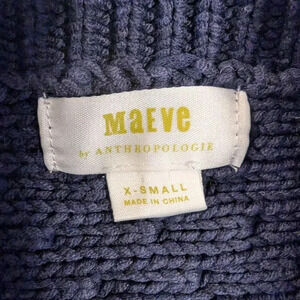 MaEVe
by ANTHROPOLOGIE
X-SMALL
MADE IN CHINA